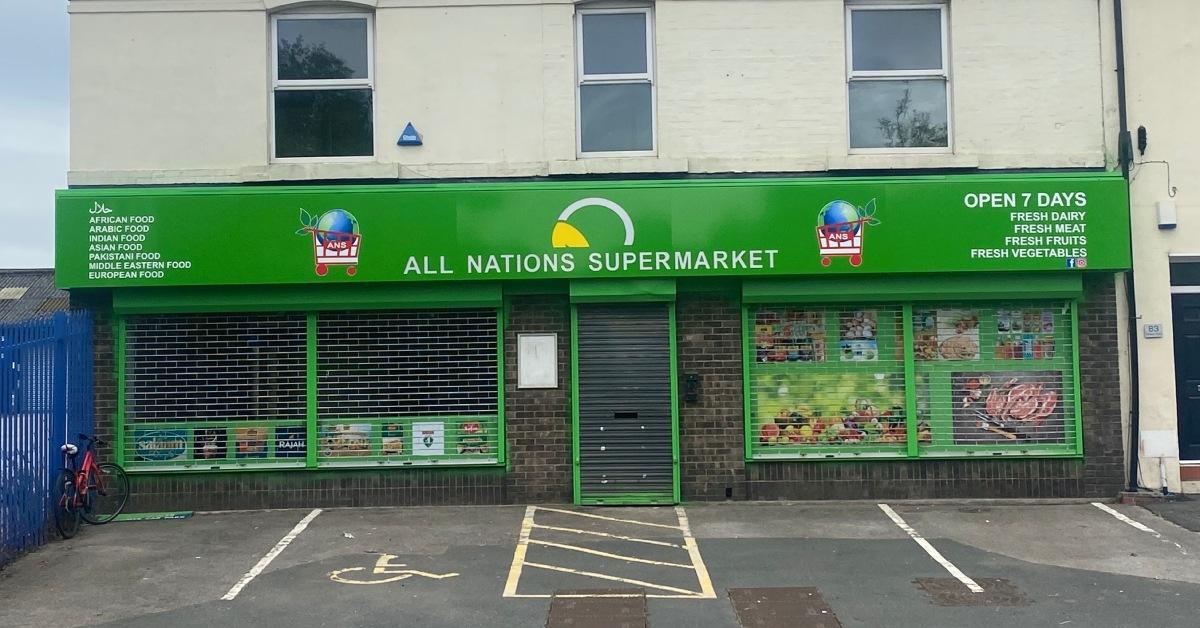 حلال
AFRICAN FOOD
ARABIC FOOD
INDIAN FOOD
ASIAN FOOD
PAKISTANI FOOD
MIDDLE EASTERN FOOD
EUROPEAN FOOD
ANS
ALL NATIONS SUPERMARKET
ANS
OPEN 7 DAYS
FRESH DAIRY
FRESH MEAT
FRESH FRUITS
FRESH VEGETABLES
RAJAH
83